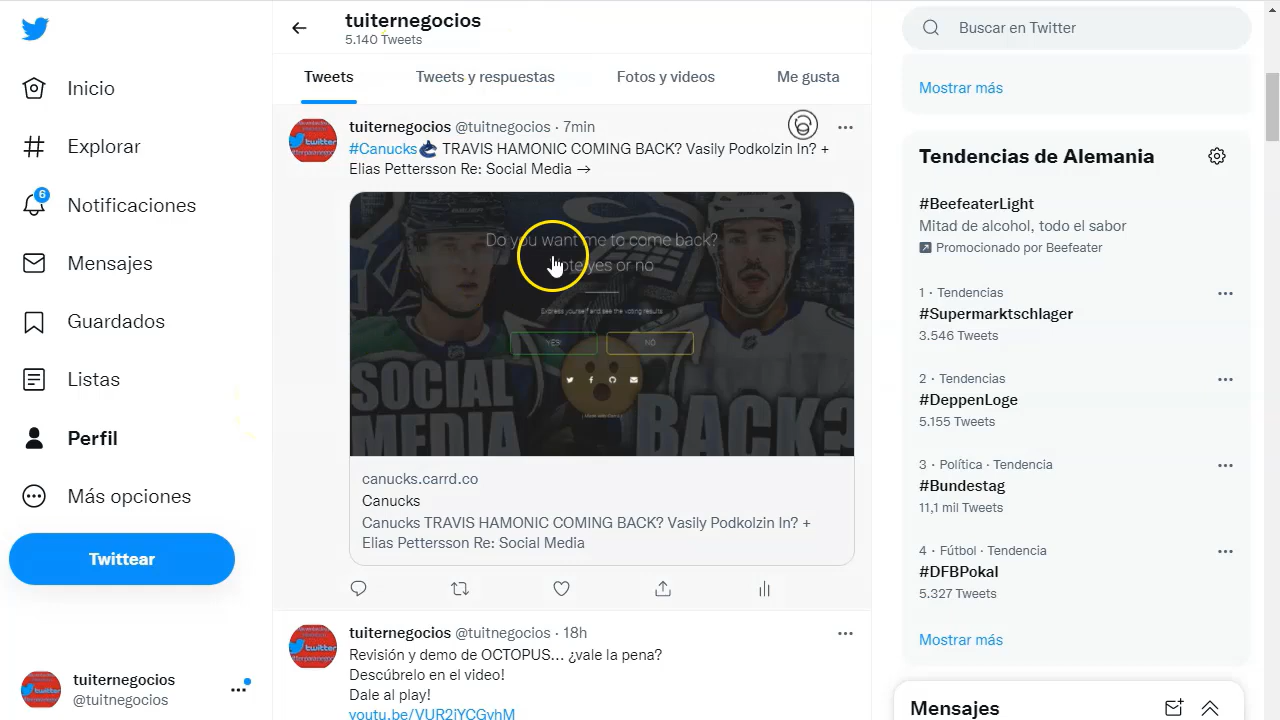 Inicio
Explorar
6
Notificaciones
Mensajes
Guardados
Listas
Perfil
Más opciones
Twittear
tuiternegocios
@tuitnegocios
tuiternegocios
5.140 Tweets
Tweets
Tweets y respuestas
Fotos y videos
Me gusta
tuiternegocios @tuitnegocios · 7min
#Canucks TRAVIS HAMONIC COMING BACK? Vasily Podkolzin In? +
Elias Pettersson Re: Social Media →
Do you want me to come back?
yes or no
Express yourself and see the voting results
YES!
NO
SOCIAL
MEDIA
BACK?
canucks.carrd.co
Canucks
Canucks TRAVIS HAMONIC COMING BACK? Vasily Podkolzin In? +
Elias Pettersson Re: Social Media
tuiternegocios @tuitnegocios · 18h
Revisión y demo de OCTOPUS... ¿vale la pena?
Descúbrelo en el video!
Dale al play!
youtu.be/VUR2iYCGvhM
Buscar en Twitter
Mostrar más
Tendencias de Alemania
#BeefeaterLight
Mitad de alcohol, todo el sabor
Promocionado por Beefeater
1 · Tendencias
#Supermarktschlager
3.546 Tweets
2 · Tendencias
#DeppenLoge
5.155 Tweets
3 · Política · Tendencia
#Bundestag
11,1 mil Tweets
4 · Fútbol · Tendencia
#DFBPokal
5.327 Tweets
Mostrar más
Mensajes